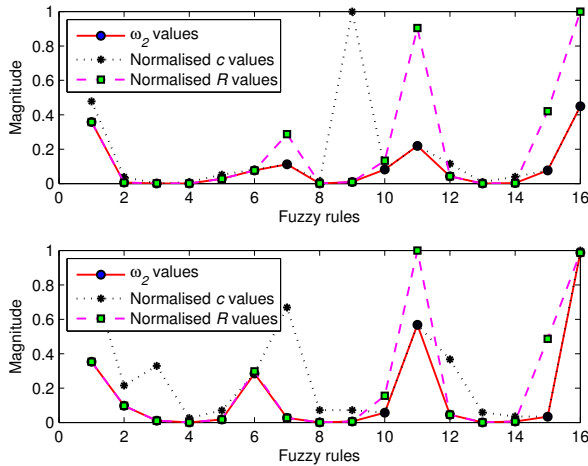 1
0.8
0.6
0.4
0.2
0
Magnitude
ω2 values
Normalised c values
Normalised R values
0 2 4 6 8 10 12 14 16
Fuzzy rules
1
0.8
0.6
0.4
0.2
0
Magnitude
ω2 values
Normalised c values
Normalised R values
0 2 4 6 8 10 12 14 16
Fuzzy rules